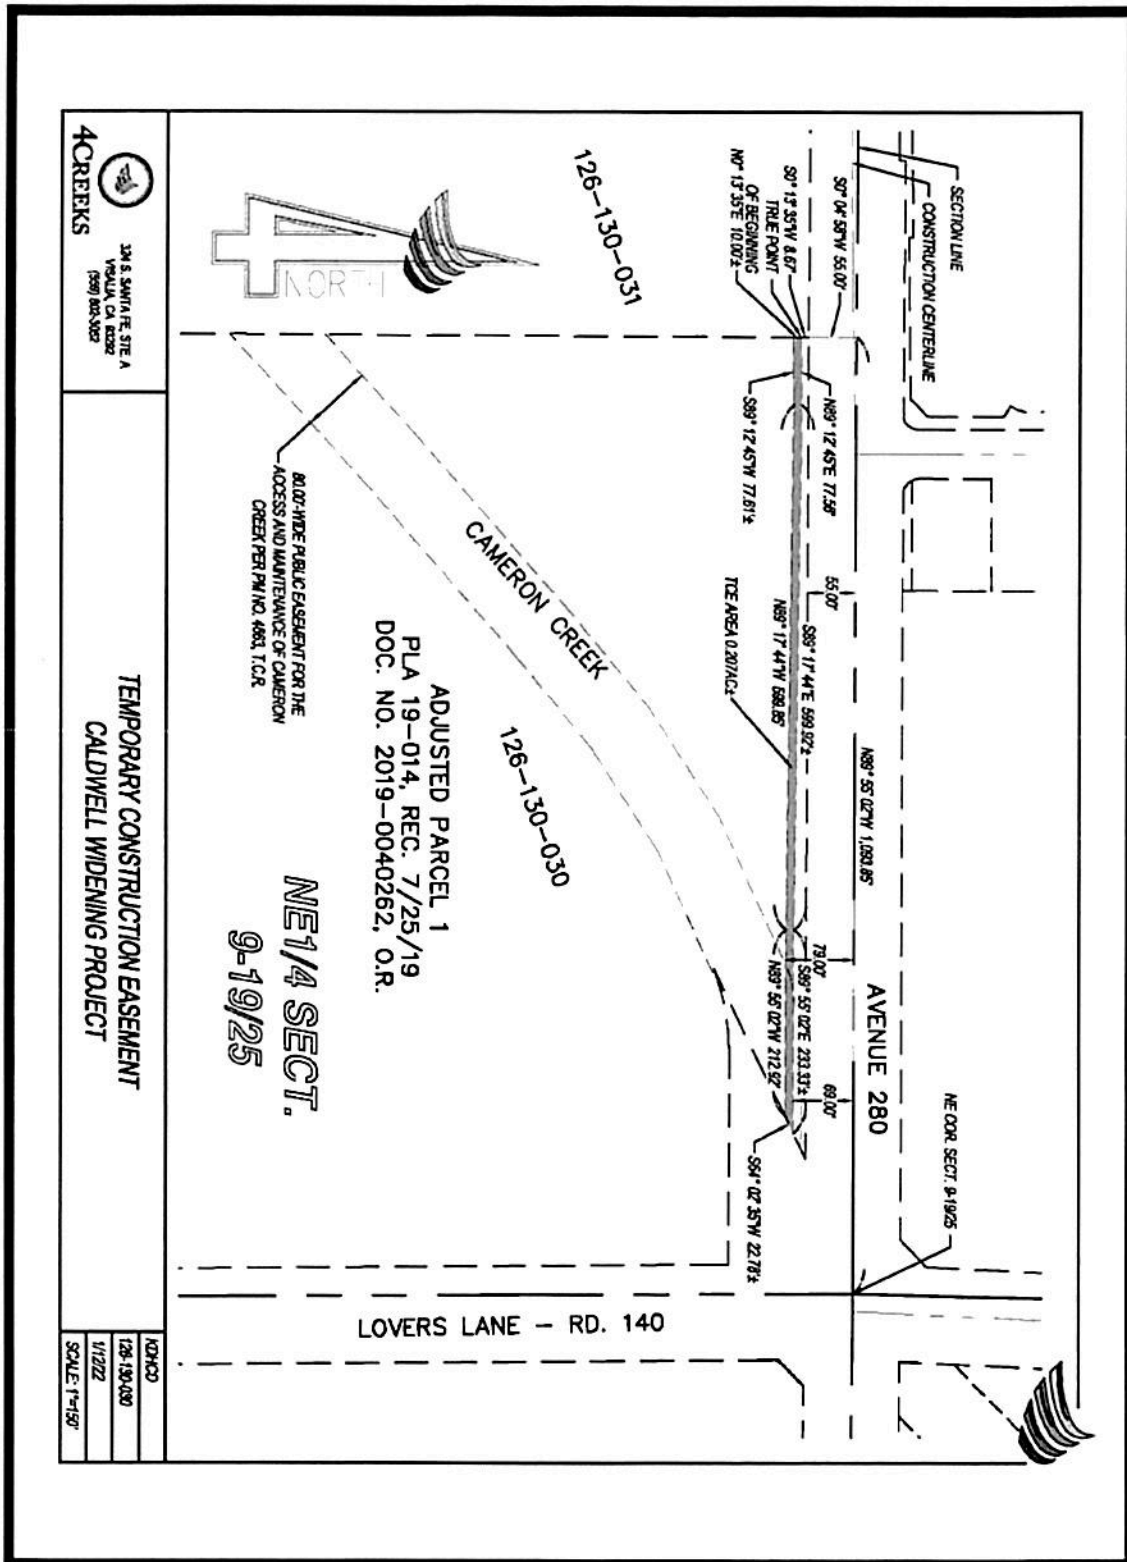 SECTION LINE
CONSTRUCTION CENTERLINE
S0° 04' 58"W 55.00'
S0° 13' 35"W 8.67'
TRUE POINT
OF BEGINNING
N0° 13' 35"E 10.00'±
N89° 12' 45"E 77.56'
S89° 12' 45"W 77.61'±
55.00'
S89° 17' 44"E 599.92'±
N89° 17' 44"W 599.85'
TCE AREA 0.207AC±
N89° 55' 02"W 1,093.85'
79.00'
S89° 55' 02"E 233.33'±
N89° 55' 02"W 212.92'
69.00'
AVENUE 280
NE COR. SECT. 9-19/25
S64° 02' 35"W 22.78'±
126-130-031
NORTH
CAMERON CREEK
80.00'-WIDE PUBLIC EASEMENT FOR THE
ACCESS AND MAINTENANCE OF CAMERON
CREEK PER PM NO. 4863, T.C.R.
126-130-030
ADJUSTED PARCEL 1
PLA 19-014, REC. 7/25/19
DOC. NO. 2019-0040262, O.R.
NE1/4 SECT.
9-19/25
LOVERS LANE - RD. 140
4CREEKS
324 S. SANTA FE, STE. A
VISALIA, CA 93292
(559) 802-3052
TEMPORARY CONSTRUCTION EASEMENT
CALDWELL WIDENING PROJECT
KDHCD
126-130-030
1/12/22
SCALE: 1"=150'